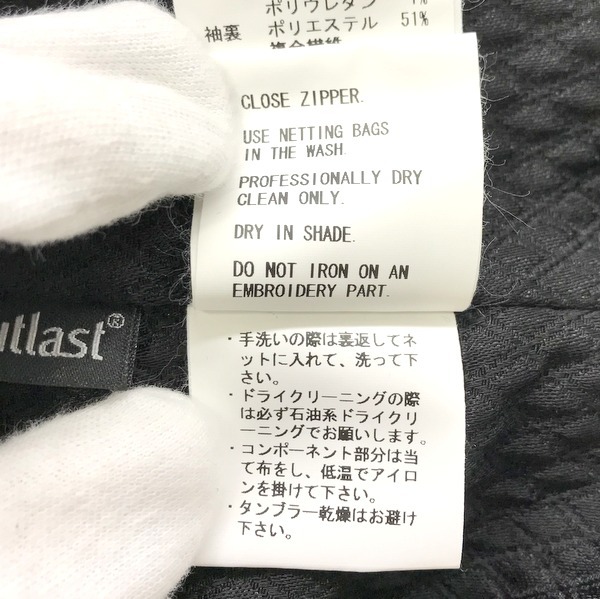 ポリウレタン 1%
袖裏 ポリエステル 51%
複合繊維
CLOSE ZIPPER.
USE NETTING BAGS
IN THE WASH.
PROFESSIONALLY DRY
CLEAN ONLY.
DRY IN SHADE.
DO NOT IRON ON AN
EMBROIDERY PART.
utlast®
・手洗いの際は裏返してネ
ットに入れて、洗って下
さい。
・ドライクリーニングの際
は必ず石油系ドライクリ
ーニングでお願いします。
・コンポーネント部分は当
て布をし、低温でアイロ
ンを掛けて下さい。
・タンブラー乾燥はお避け
下さい。